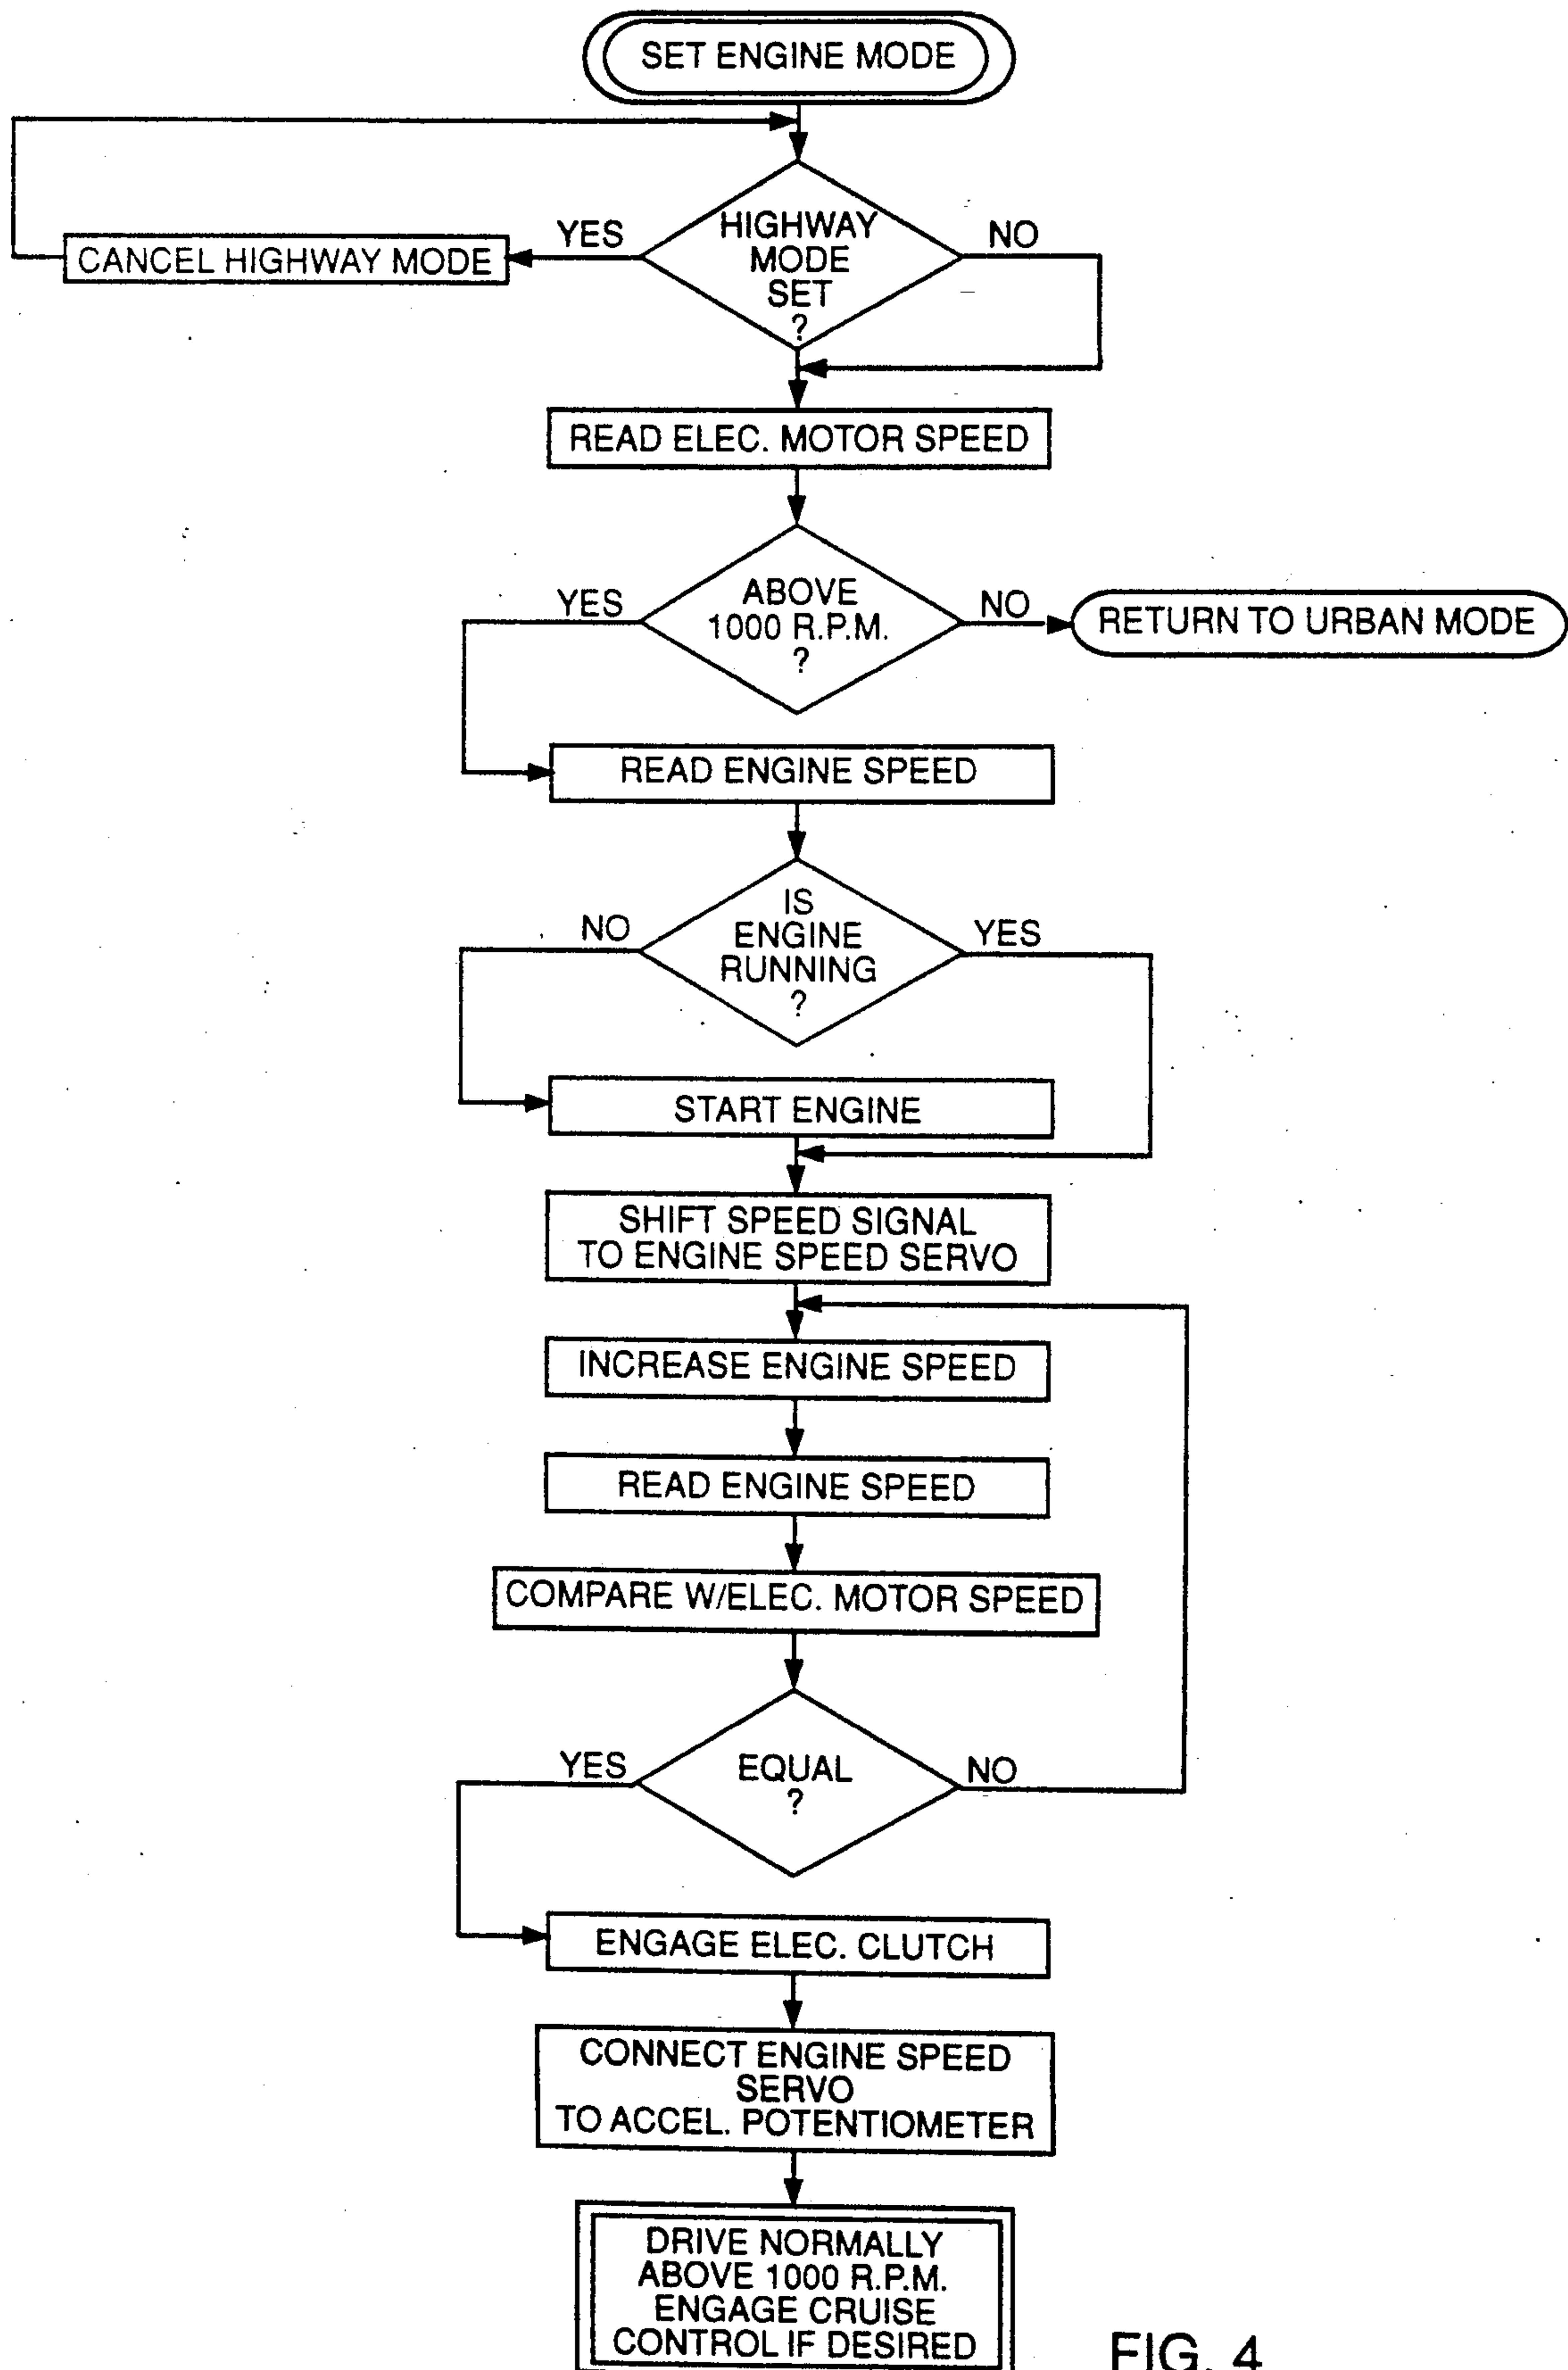 SET ENGINE MODE
YES
HIGHWAY
MODE
SET
?
NO
CANCEL HIGHWAY MODE
READ ELEC. MOTOR SPEED
YES
ABOVE
1000 R.P.M.
?
NO
RETURN TO URBAN MODE
READ ENGINE SPEED
NO
IS
ENGINE
RUNNING
?
YES
START ENGINE
SHIFT SPEED SIGNAL
TO ENGINE SPEED SERVO
INCREASE ENGINE SPEED
READ ENGINE SPEED
COMPARE W/ELEC. MOTOR SPEED
YES
EQUAL
?
NO
ENGAGE ELEC. CLUTCH
CONNECT ENGINE SPEED
SERVO
TO ACCEL. POTENTIOMETER
DRIVE NORMALLY
ABOVE 1000 R.P.M.
ENGAGE CRUISE
CONTROL IF DESIRED
FIG. 4